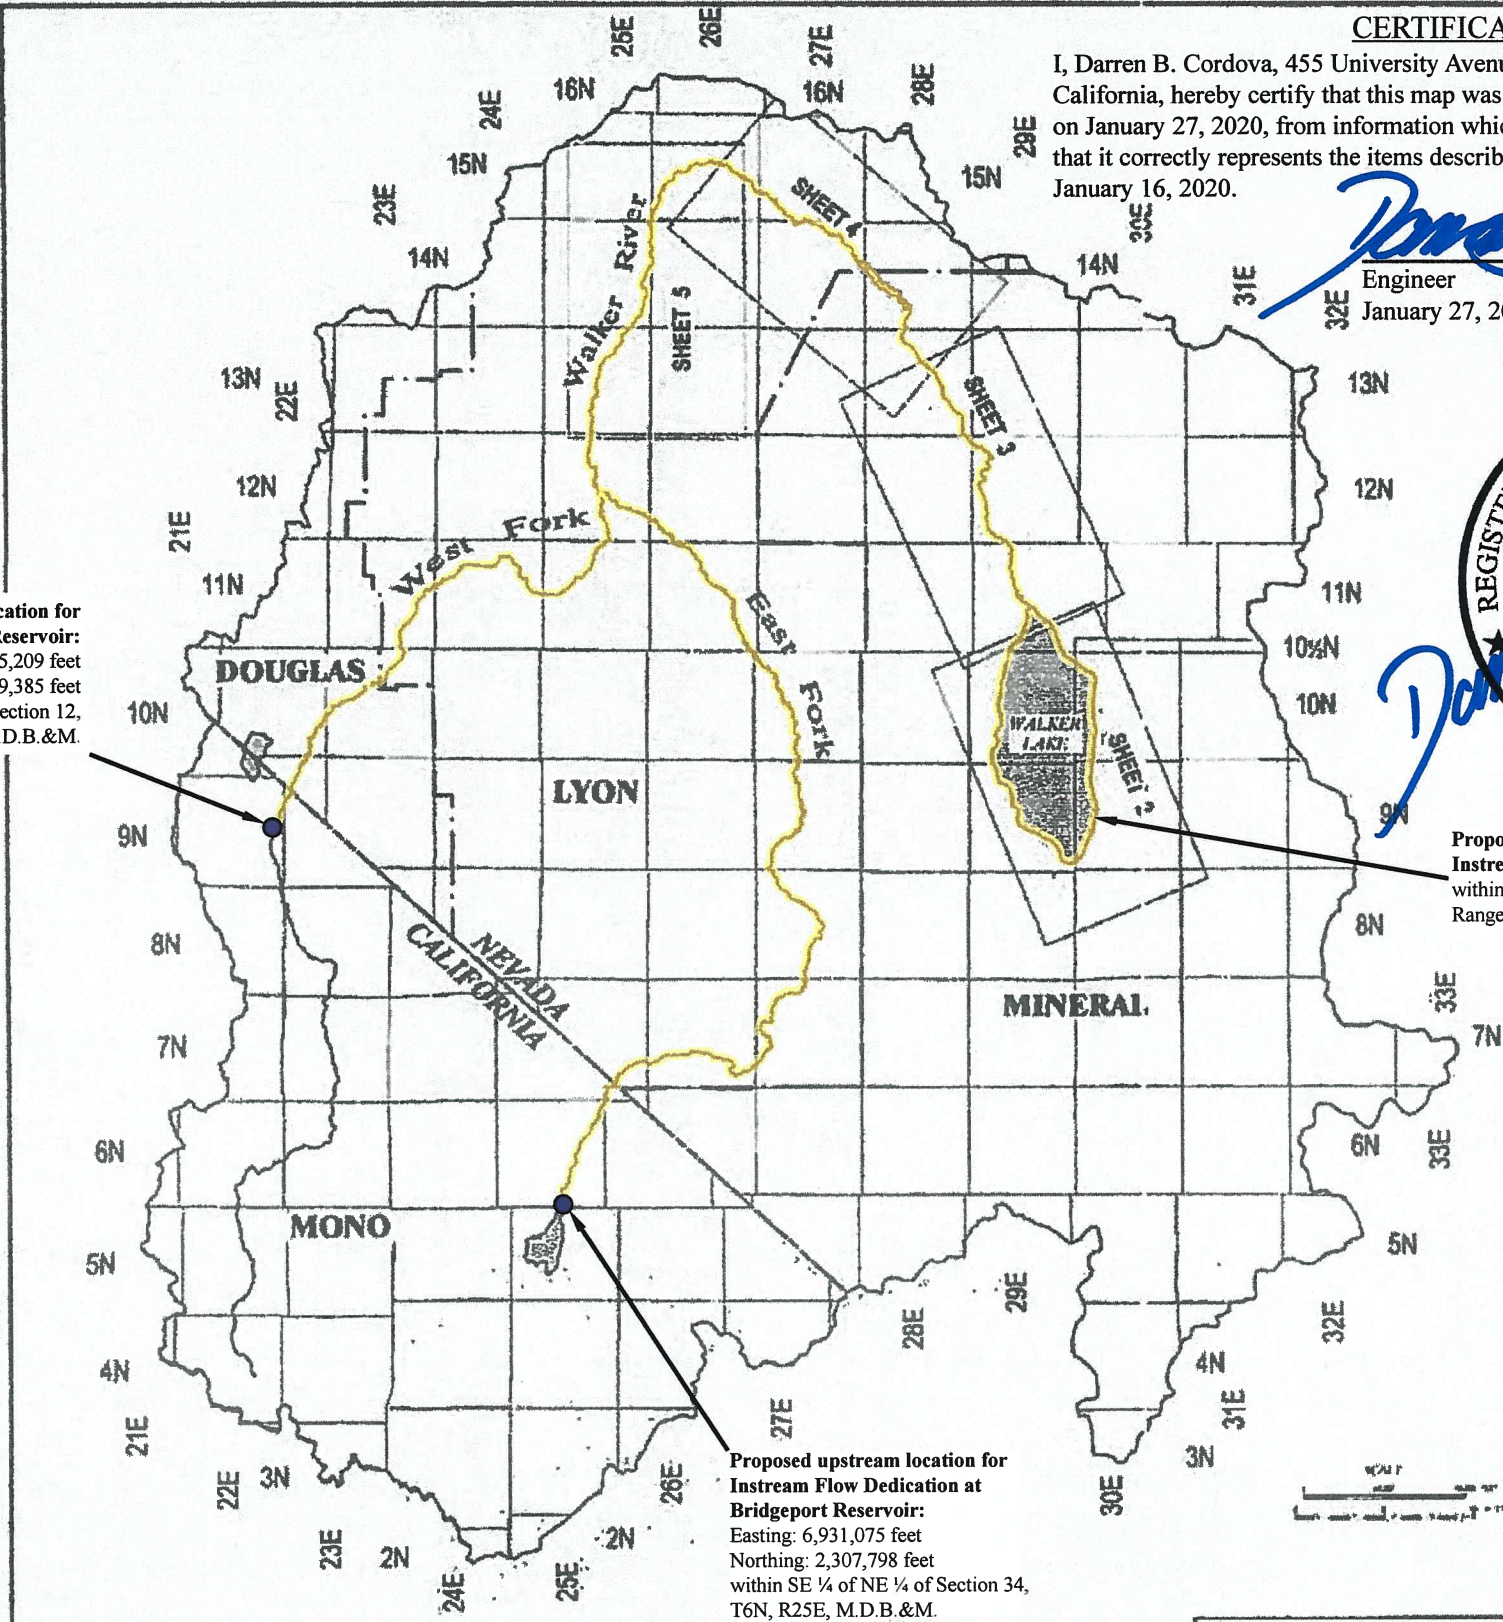 CERTIFICA
I, Darren B. Cordova, 455 University Avenu
California, hereby certify that this map was
on January 27, 2020, from information whic
that it correctly represents the items describ
January 16, 2020.
Engineer
January 27, 2
REGIST
25E
26E
27E
16N
16N
28E
24E
29E
15N
15N
23E
30E
14N
14N
31E
32E
SHEET 4
Walker River
SHEET 5
13N
22E
SHEET 3
13N
12N
12N
21E
West Fork
11N
11N
East Fork
cation for
Reservoir:
5,209 feet
9,385 feet
ection 12,
.D.B.&M.
DOUGLAS
10½N
10N
10N
WALKER
LAKE
SHEET 2
LYON
9N
9N
Propo
Instre
within
Range
8N
8N
NEVADA
CALIFORNIA
MINERAL
33E
7N
7N
6N
6N
33E
MONO
5N
5N
29E
28E
32E
4N
4N
31E
27E
21E
3N
3N
22E
26E
30E
23E
2N
2N
24E
25E
Proposed upstream location for
Instream Flow Dedication at
Bridgeport Reservoir:
Easting: 6,931,075 feet
Northing: 2,307,798 feet
within SE ¼ of NE ¼ of Section 34,
T6N, R25E, M.D.B.&M.